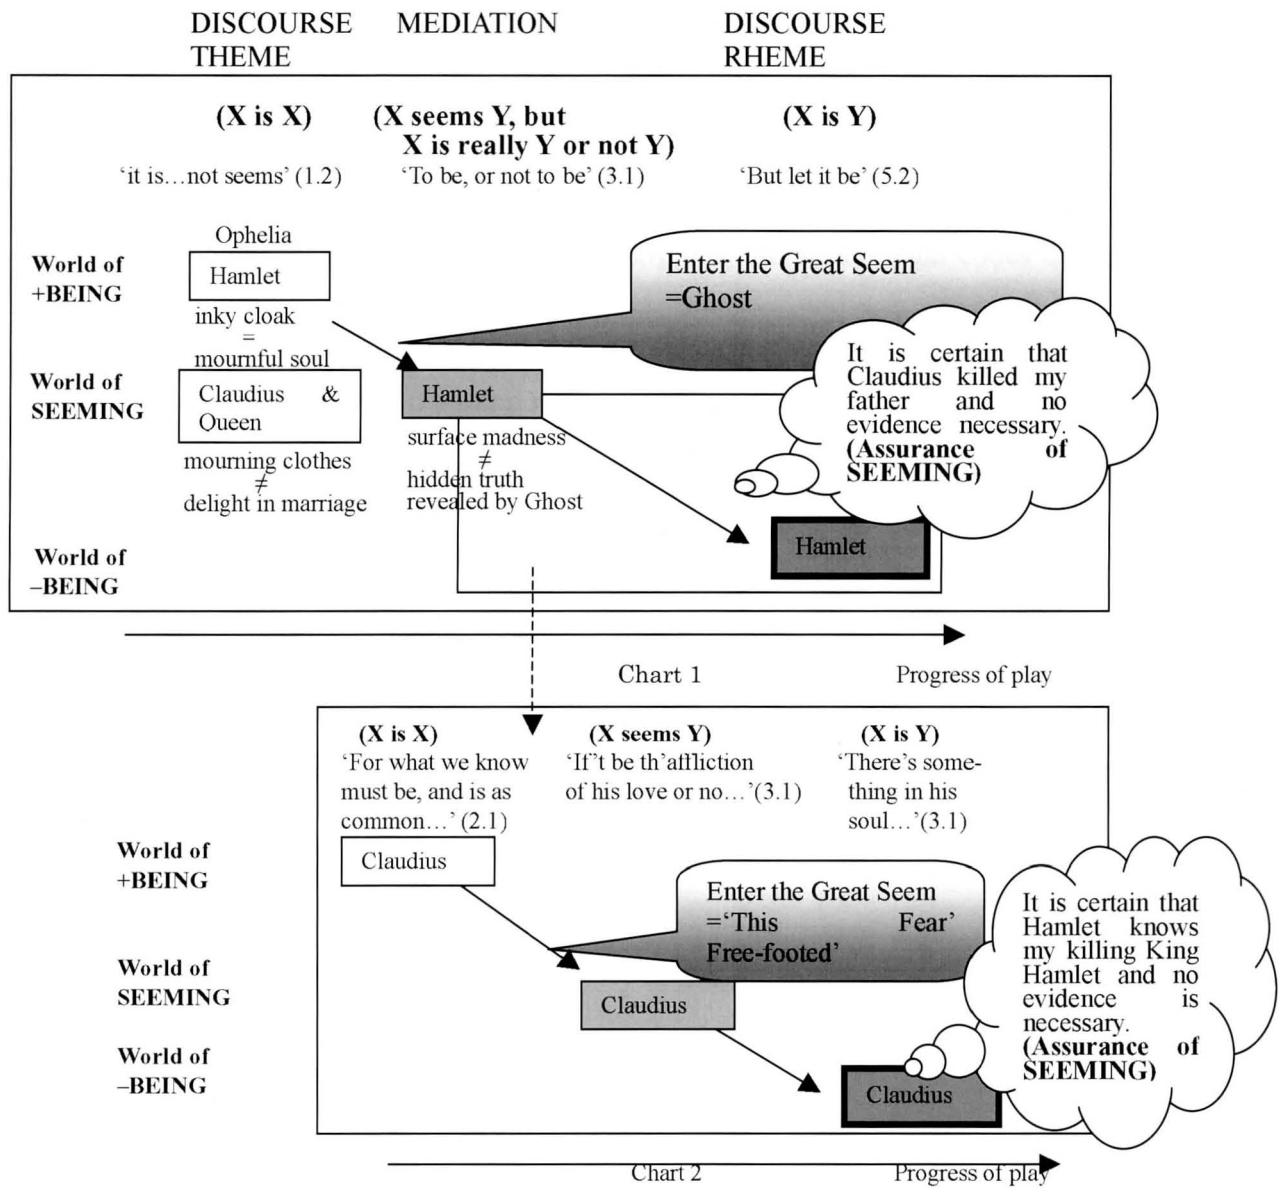 DISCOURSE THEME
MEDIATION
DISCOURSE RHEME
(X is X)
(X seems Y, but
X is really Y or not Y)
(X is Y)
‘it is…not seems’ (1.2)
‘To be, or not to be’ (3.1)
‘But let it be’ (5.2)
World of
+BEING
Ophelia
Hamlet
inky cloak
=
mournful soul
Enter the Great Seem
=Ghost
World of
SEEMING
Claudius &
Queen
mourning clothes
≠
delight in marriage
Hamlet
surface madness
≠
hidden truth
revealed by Ghost
It is certain that
Claudius killed my
father and no
evidence necessary.
(Assurance of
SEEMING)
World of
–BEING
Hamlet
Chart 1
Progress of play
(X is X)
‘For what we know
must be, and is as
common…’ (2.1)
(X seems Y)
‘If’'t be th’affliction
of his love or no…’(3.1)
(X is Y)
‘There’s some-
thing in his
soul…’(3.1)
World of
+BEING
Claudius
Enter the Great Seem
=‘This Fear’
Free-footed’
World of
SEEMING
Claudius
It is certain that
Hamlet knows
my killing King
Hamlet and no
evidence is
necessary.
(Assurance of
SEEMING)
World of
–BEING
Claudius
Chart 2
Progress of play